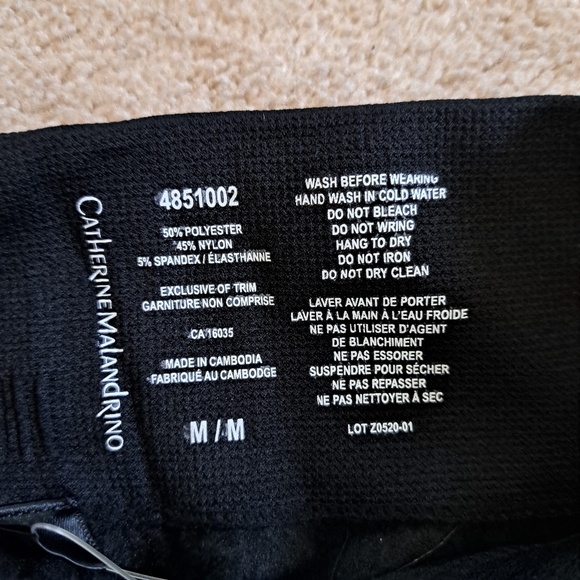 CATHERINE MALANDRINO
4851002
50% POLYESTER
45% NYLON
5% SPANDEX / ÉLASTHANNE
EXCLUSIVE OF TRIM
GARNITURE NON COMPRISE
CA 16035
MADE IN CAMBODIA
FABRIQUÉ AU CAMBODGE
M / M
WASH BEFORE WEARING
HAND WASH IN COLD WATER
DO NOT BLEACH
DO NOT WRING
HANG TO DRY
DO NOT IRON
DO NOT DRY CLEAN
LAVER AVANT DE PORTER
LAVER À LA MAIN À L'EAU FROIDE
NE PAS UTILISER D'AGENT
DE BLANCHIMENT
NE PAS ESSORER
SUSPENDRE POUR SÉCHER
NE PAS REPASSER
NE PAS NETTOYER À SEC
LOT Z0520-01